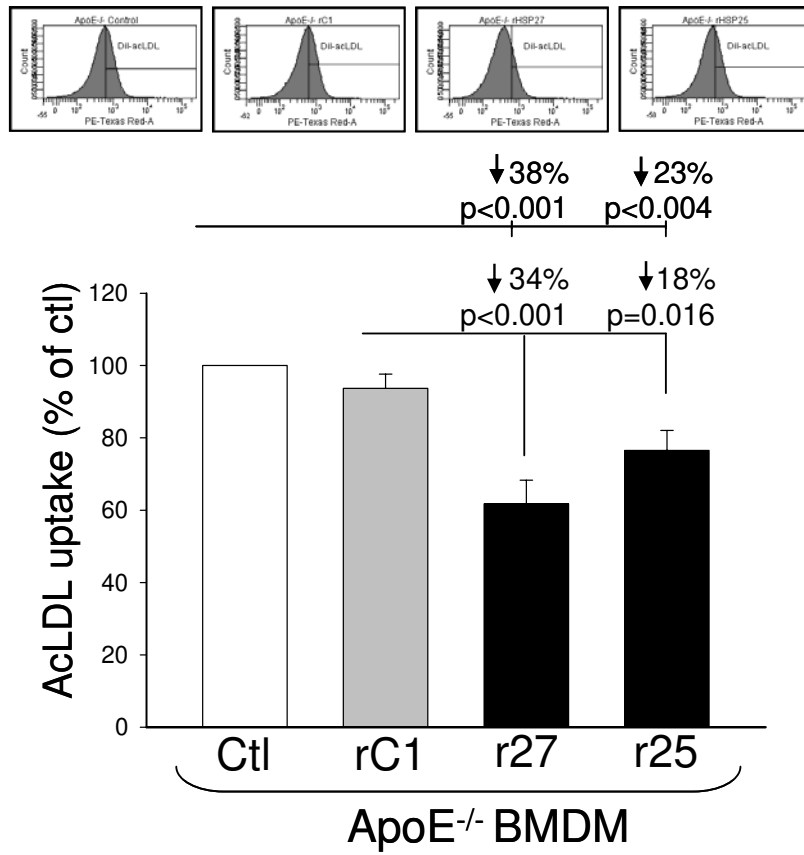 ApoE-/- Control
ApoE-/- rC1
ApoE-/- rHSP27
ApoE-/- rHSP25
Count
Dil-acLDL
Count
Dil-acLDL
Count
Dil-acLDL
Count
Dil-acLDL
PE-Texas Red-A
PE-Texas Red-A
PE-Texas Red-A
PE-Texas Red-A
↓38%
↓23%
p<0.001
p<0.004
↓34%
↓18%
p<0.001
p=0.016
AcLDL uptake (% of ctl)
120
100
80
60
40
20
0
Ctl
rC1
r27
r25
ApoE-/- BMDM